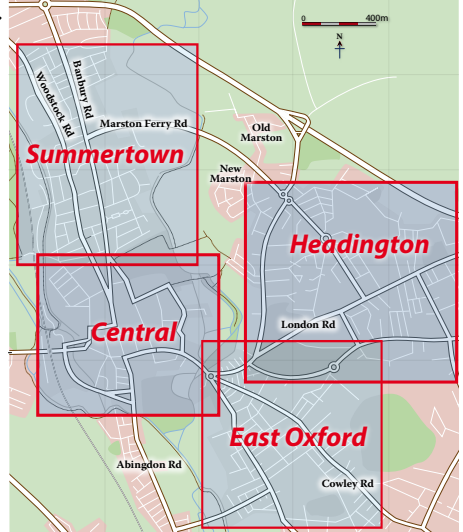 0
400m
N
Woodstock Rd
Banbury Rd
Marston Ferry Rd
Old
Marston
Summertown
New
Marston
Headington
Central
London Rd
East Oxford
Abingdon Rd
Cowley Rd